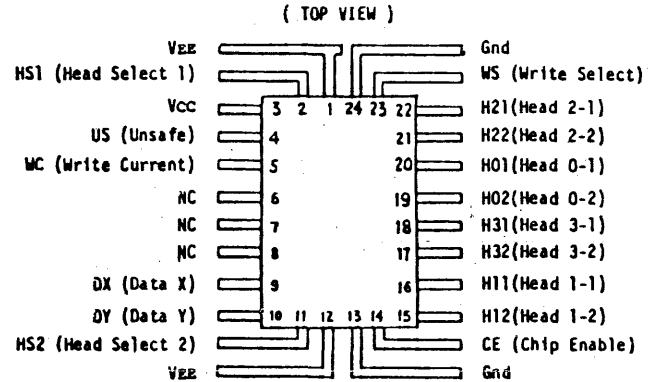 ( TOP VIEW )
VEE Gnd
HS1 (Head Select 1) WS (Write Select)
VCC 3 2 1 24 23 22 H21(Head 2-1)
US (Unsafe) 4 21 H22(Head 2-2)
WC (Write Current) 5 20 H01(Head 0-1)
NC 6 19 H02(Head 0-2)
NC 7 18 H31(Head 3-1)
NC 8 17 H32(Head 3-2)
DX (Data X) 9 16 H11(Head 1-1)
DY (Data Y) 10 11 12 13 14 15 H12(Head 1-2)
HS2 (Head Select 2) CE (Chip Enable)
VEE Gnd